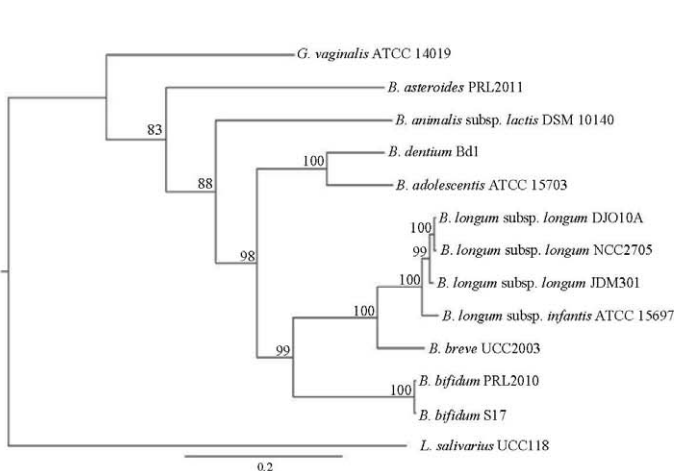 G. vaginalis ATCC 14019
B. asteroides PRL2011
83
B. animalis subsp. lactis DSM 10140
88
B. dentium Bd1
100
B. adolescentis ATCC 15703
B. longum subsp. longum DJO10A
100
B. longum subsp. longum NCC2705
99
98
B. longum subsp. longum JDM301
100
B. longum subsp. infantis ATCC 15697
100
B. breve UCC2003
99
B. bifidum PRL2010
100
B. bifidum S17
L. salivarius UCC118
0.2